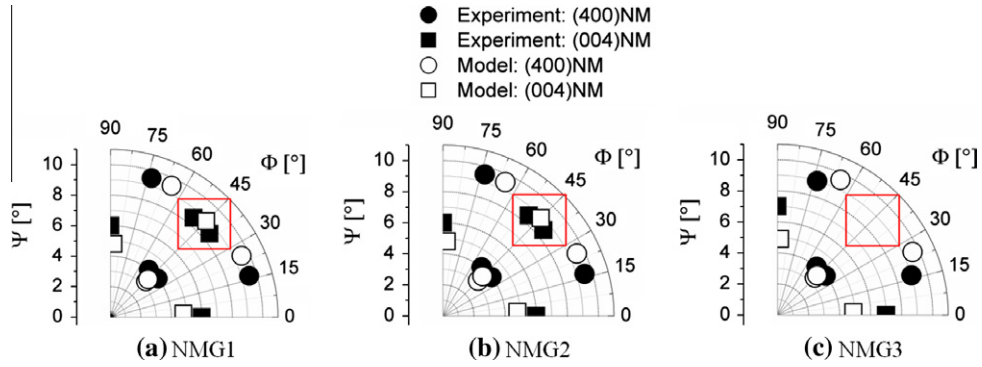 Experiment: (400)NM
Experiment: (004)NM
Model: (400)NM
Model: (004)NM
90 75 60 Φ [°] 45 30 15 0
Ψ [°] 10 8 6 4 2 0
(a) NMG1
90 75 60 Φ [°] 45 30 15 0
Ψ [°] 10 8 6 4 2 0
(b) NMG2
90 75 60 Φ [°] 45 30 15 0
Ψ [°] 10 8 6 4 2 0
(c) NMG3